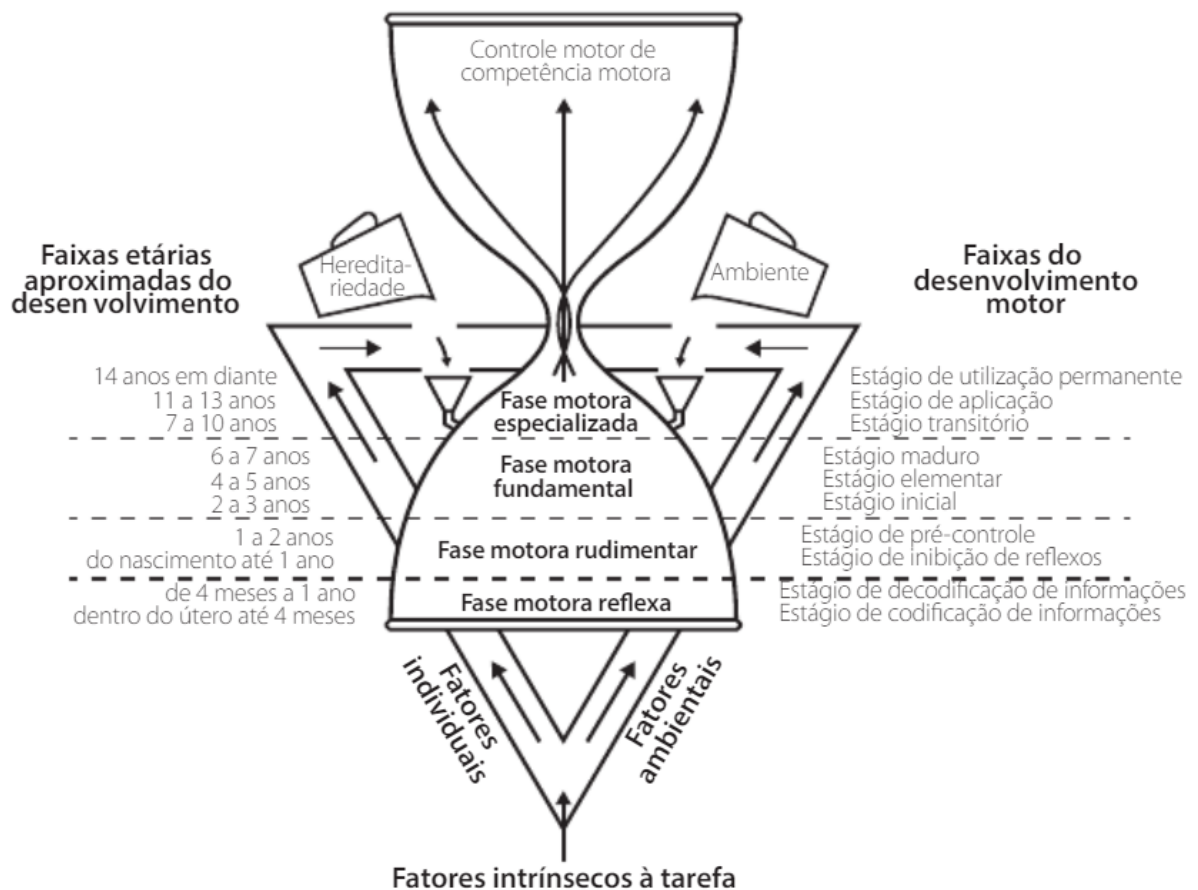 Controle motor de
competência motora
Faixas etárias
aproximadas do
desen volvimento
Heredita-
riedade
Ambiente
Faixas do
desenvolvimento
motor
14 anos em diante
11 a 13 anos
7 a 10 anos
Fase motora
especializada
Estágio de utilização permanente
Estágio de aplicação
Estágio transitório
6 a 7 anos
4 a 5 anos
2 a 3 anos
Fase motora
fundamental
Estágio maduro
Estágio elementar
Estágio inicial
1 a 2 anos
do nascimento até 1 ano
Fase motora rudimentar
Estágio de pré-controle
Estágio de inibição de reflexos
de 4 meses a 1 ano
dentro do útero até 4 meses
Fase motora reflexa
Estágio de decodificação de informações
Estágio de codificação de informações
Fatores
individuais
Fatores
ambientais
Fatores intrínsecos à tarefa